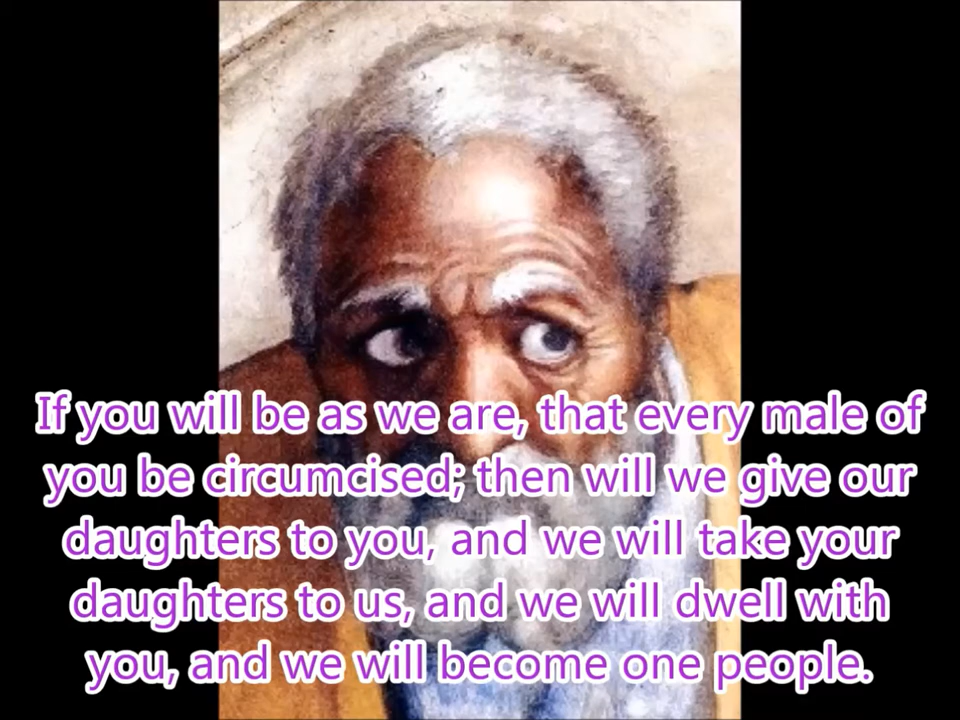 If you will be as we are, that every male of
you be circumcised; then will we give our
daughters to you, and we will take your
daughters to us, and we will dwell with
you, and we will become one people.